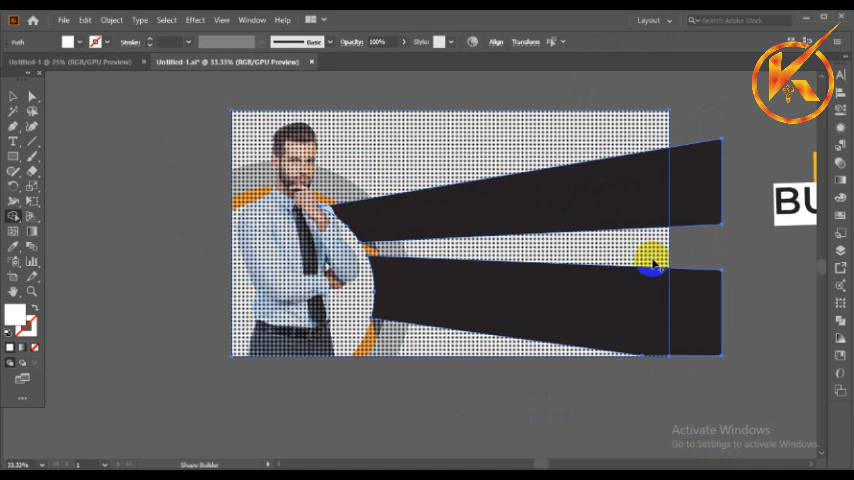 Ai File Edit Object Type Select Effect View Window Help Layout Search Adobe Stock
Path Stroke: Basic Opacity: 100% Style: Align Transform
Untitled-1 @ 25% (RGB/GPU Preview) × Untitled-1.ai* @ 33.33% (RGB/GPU Preview) ×
K
BU
Activate Windows
Go to Settings to activate Windows.
33.33% 1 Shape Builder